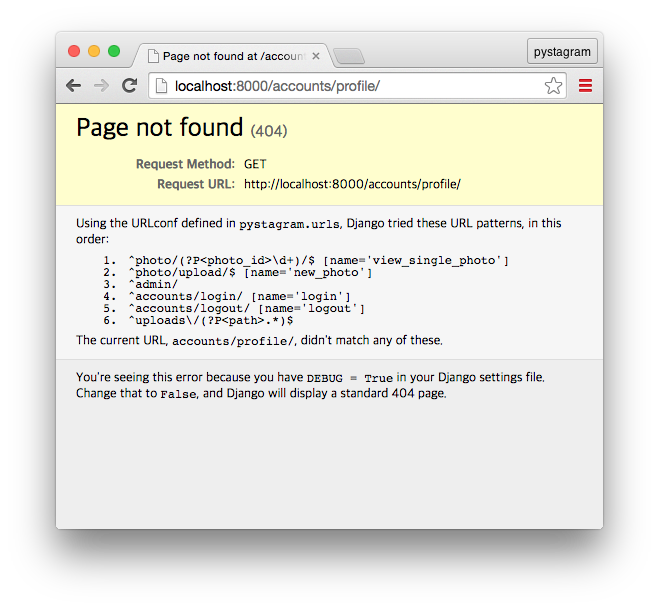 Page not found at /accoun
pystagram
localhost:8000/accounts/profile/
Page not found (404)
Request Method: GET
Request URL: http://localhost:8000/accounts/profile/
Using the URLconf defined in pystagram.urls, Django tried these URL patterns, in this
order:
1. ^photo/(?P<photo_id>\d+)/$ [name='view_single_photo']
2. ^photo/upload/$ [name='new_photo']
3. ^admin/
4. ^accounts/login/ [name='login']
5. ^accounts/logout/ [name='logout']
6. ^uploads\/(?P<path>.*)$
The current URL, accounts/profile/, didn't match any of these.
You're seeing this error because you have DEBUG = True in your Django settings file.
Change that to False, and Django will display a standard 404 page.